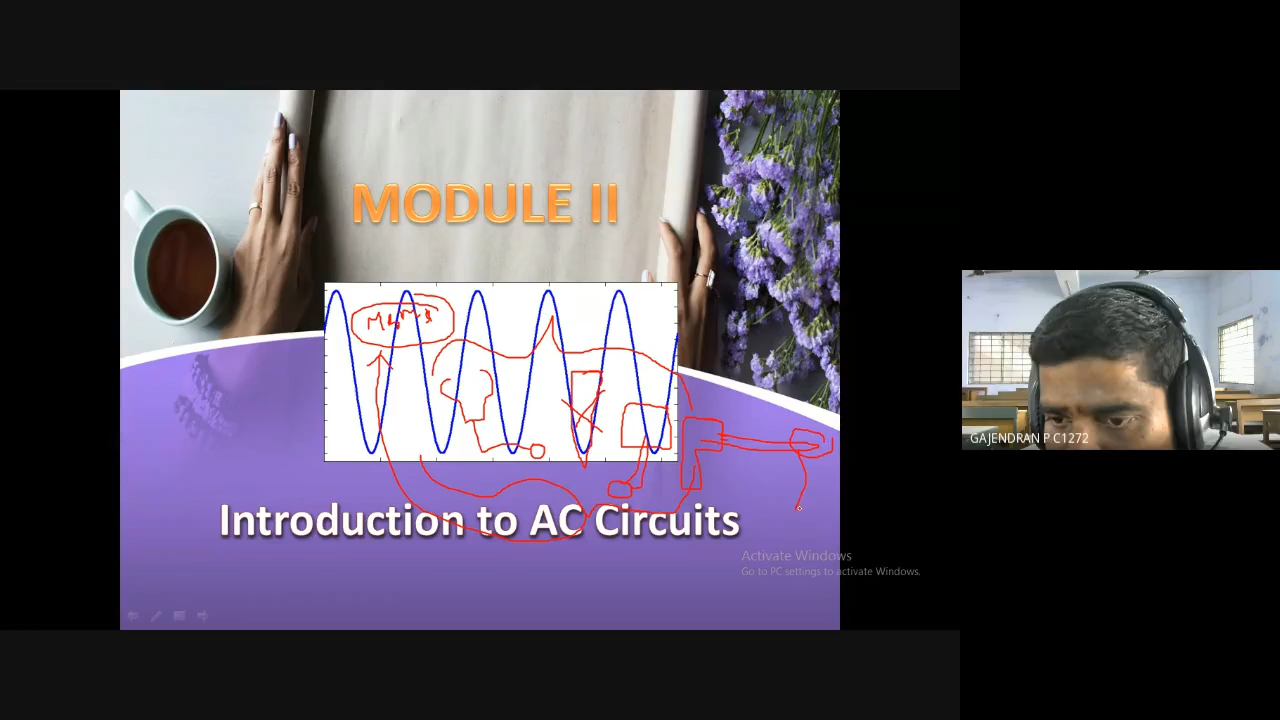 MODULE II
Introduction to AC Circuits
Activate Windows
Go to PC settings to activate Windows.
GAJENDRAN P C1272